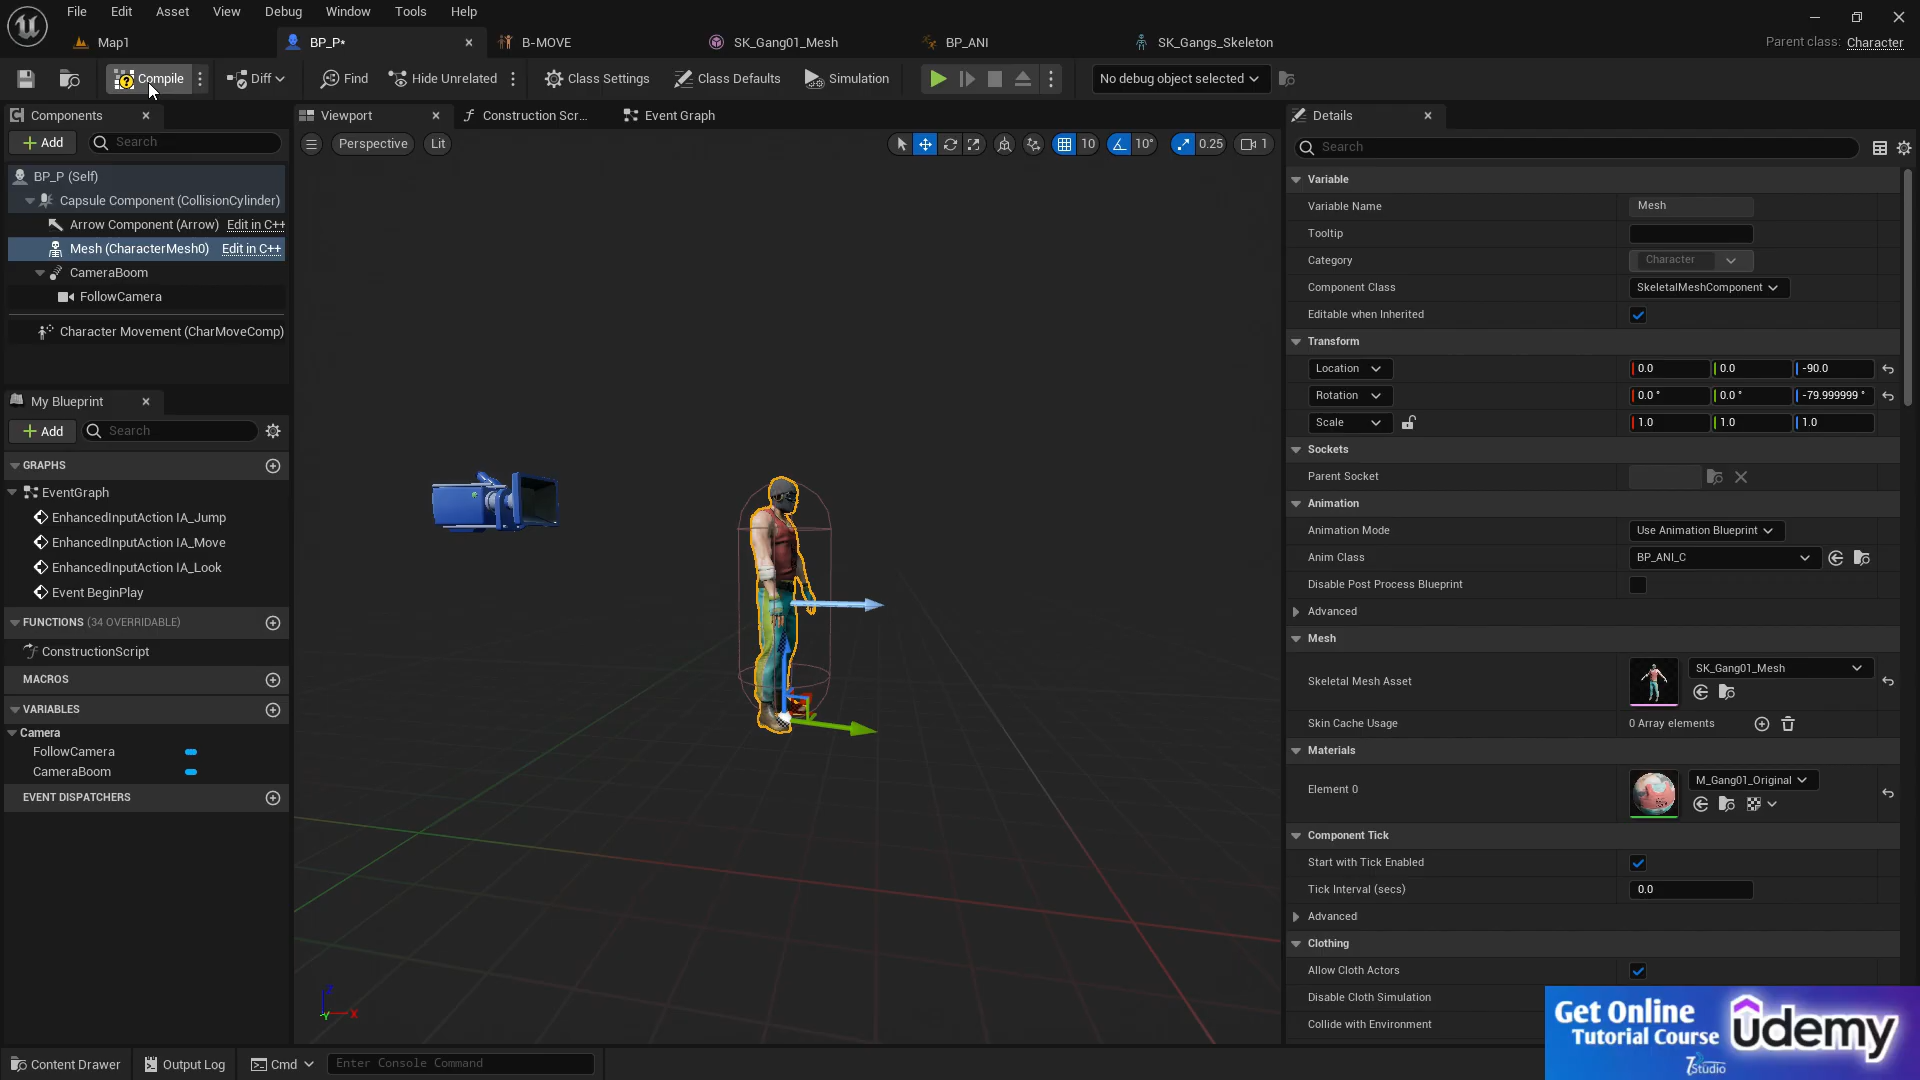 File Edit Asset View Debug Window Tools Help
Map1 BP_P* B-MOVE SK_Gang01_Mesh BP_ANI SK_Gangs_Skeleton Parent class: Character
Compile Diff Find Hide Unrelated Class Settings Class Defaults Simulation No debug object selected
Components
Add Search
BP_P (Self)
Capsule Component (CollisionCylinder)
Arrow Component (Arrow) Edit in C++
Mesh (CharacterMesh0) Edit in C++
CameraBoom
FollowCamera
Character Movement (CharMoveComp)
My Blueprint
Add Search
GRAPHS
EventGraph
EnhancedInputAction IA_Jump
EnhancedInputAction IA_Move
EnhancedInputAction IA_Look
Event BeginPlay
FUNCTIONS (34 OVERRIDABLE)
ConstructionScript
MACROS
VARIABLES
Camera
FollowCamera
CameraBoom
EVENT DISPATCHERS
Viewport Construction Scr... Event Graph
Perspective Lit 10 10° 0.25 1
Z
X
Y
Details
Search
Variable
Variable Name Mesh
Tooltip
Category Character
Component Class SkeletalMeshComponent
Editable when Inherited
Transform
Location 0.0 0.0 -90.0
Rotation 0.0 ° 0.0 ° -79.999999 °
Scale 1.0 1.0 1.0
Sockets
Parent Socket
Animation
Animation Mode Use Animation Blueprint
Anim Class BP_ANI_C
Disable Post Process Blueprint
Advanced
Mesh
Skeletal Mesh Asset SK_Gang01_Mesh
Skin Cache Usage 0 Array elements
Materials
Element 0 M_Gang01_Original
Component Tick
Start with Tick Enabled
Tick Interval (secs) 0.0
Advanced
Clothing
Allow Cloth Actors
Disable Cloth Simulation
Collide with Environment
Get Online
Tutorial Course
Udemy
7Studio
Content Drawer Output Log Cmd Enter Console Command